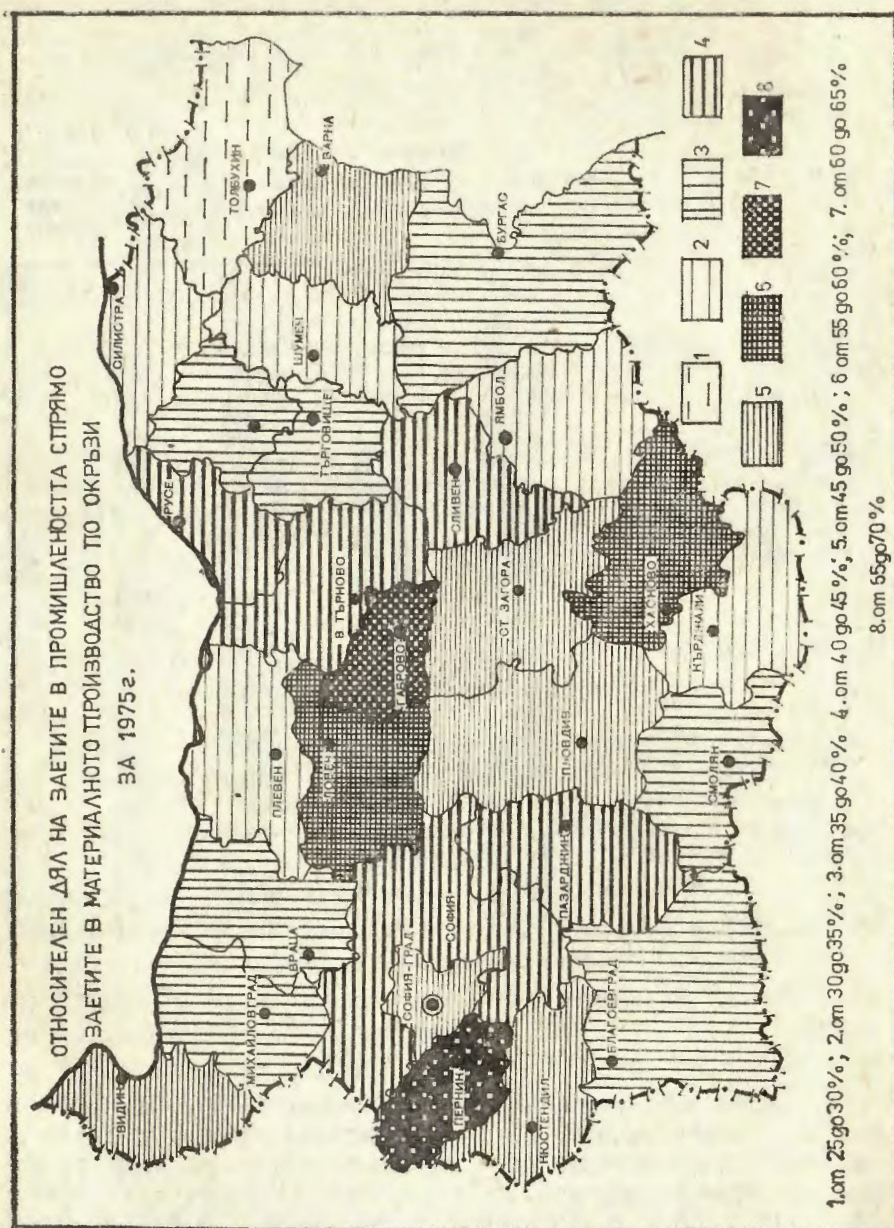 ОТНОСИТЕЛЕН ДЯЛ НА ЗАЕТИТЕ В ПРОМИШЛЕНОСТТА СПРЯМО
ЗАЕТИТЕ В МАТЕРИАЛНОТО ПРОИЗВОДСТВО ПО ОКРЪЗИ
ЗА 1975г.
ВИДИН
МИХАЙЛОВГРАД
ВРАЦА
ПЛЕВЕН
ЛОВЕЧ
ГАБРОВО
В ТЪРНОВО
РУСЕ
СИЛИСТРА
ТОЛБУХИН
ВАРНА
ШУМЕН
ТЪРГОВИЩЕ
СОФИЯ-ГРАД
СОФИЯ
ПЕРНИК
КЮСТЕНДИЛ
БЛАГОЕВГРАД
ПАЗАРДЖИК
ПЛОВДИВ
СМОЛЯН
СТ ЗАГОРА
ХАСКОВО
КЪРДЖАЛИ
СЛИВЕН
ЯМБОЛ
БУРГАС
1 2 3 4
5 6 7 8
1.от 25до30%; 2.от 30до35%; 3.от 35до40% 4.от 40до45%; 5.от 45до50%; 6 от 55до60%; 7.от 60до 65%
8.от 65до70%